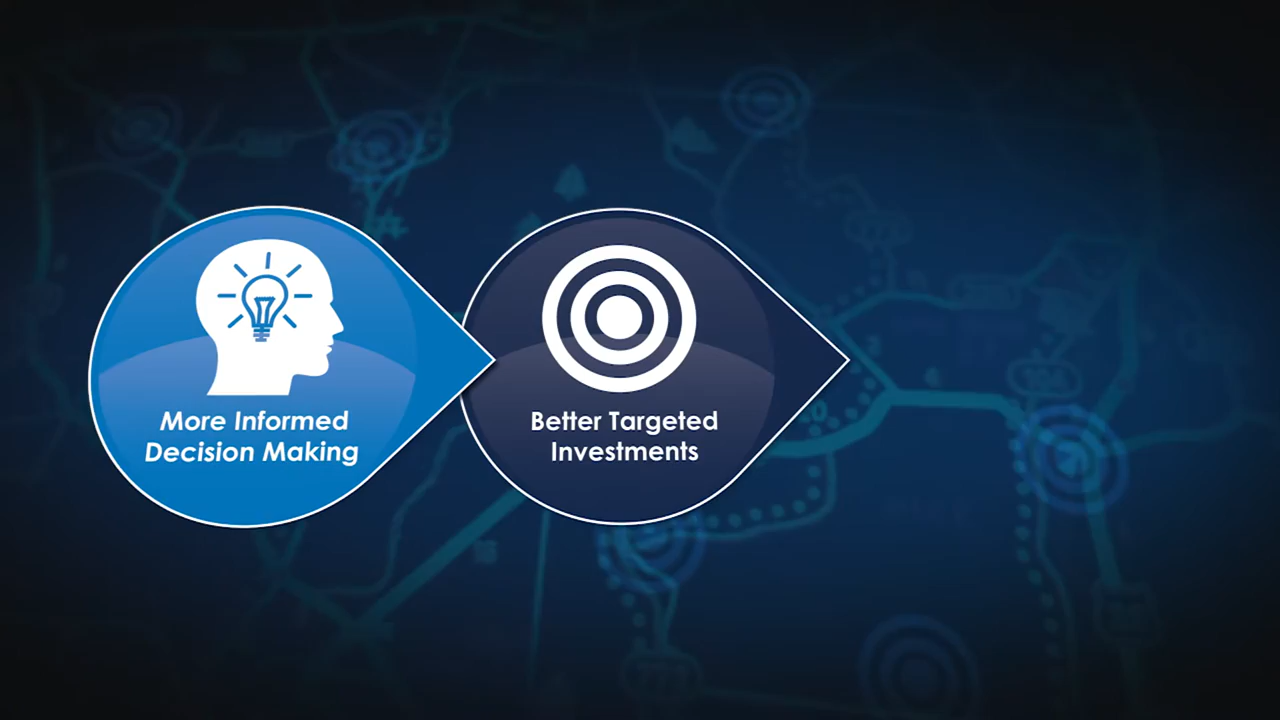 More Informed
Decision Making
Better Targeted
Investments